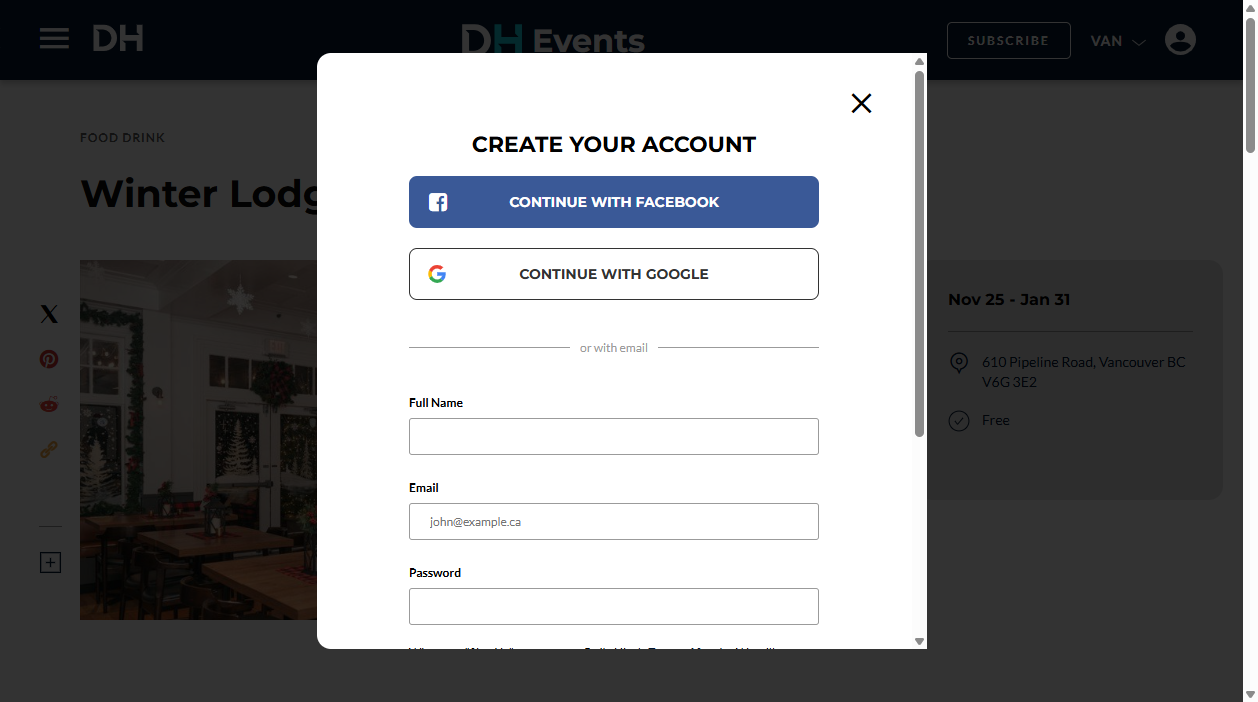 DH
DH Events
SUBSCRIBE
VAN
FOOD DRINK
CREATE YOUR ACCOUNT
CONTINUE WITH FACEBOOK
CONTINUE WITH GOOGLE
or with email
Full Name
Email
john@example.ca
Password
Nov 25 - Jan 31
610 Pipeline Road, Vancouver BC
V6G 3E2
Free
Winter